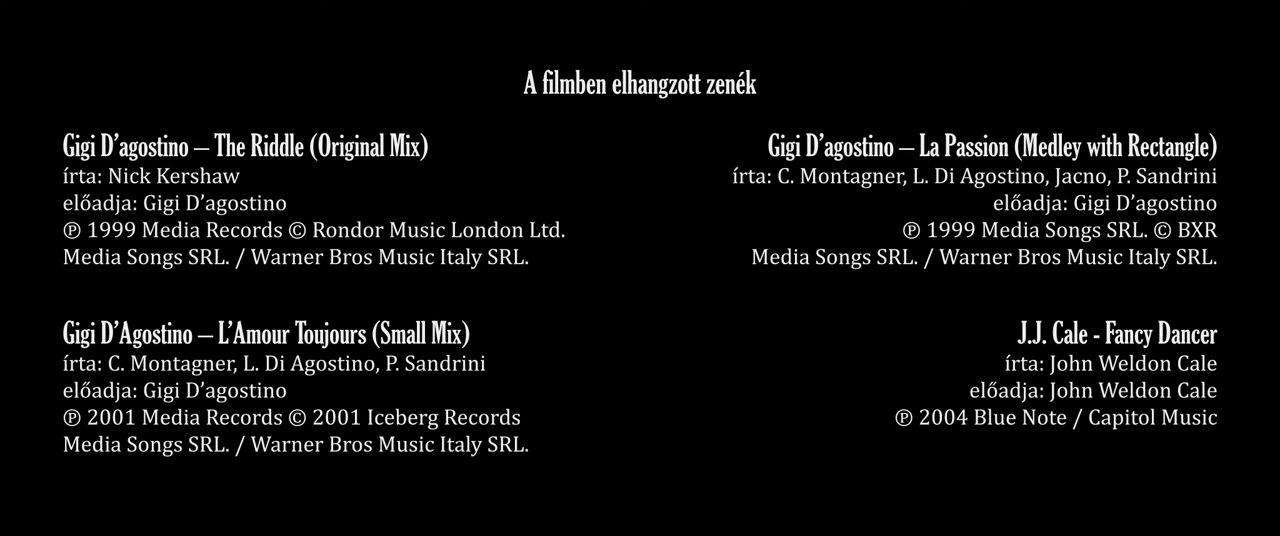 A filmben elhangzott zenék
Gigi D’agostino – The Riddle (Original Mix)
írta: Nick Kershaw
előadja: Gigi D’agostino
℗ 1999 Media Records © Rondor Music London Ltd.
Media Songs SRL. / Warner Bros Music Italy SRL.
Gigi D’agostino – La Passion (Medley with Rectangle)
írta: C. Montagner, L. Di Agostino, Jacno, P. Sandrini
előadja: Gigi D’agostino
℗ 1999 Media Songs SRL. © BXR
Media Songs SRL. / Warner Bros Music Italy SRL.
Gigi D’Agostino – L’Amour Toujours (Small Mix)
írta: C. Montagner, L. Di Agostino, P. Sandrini
előadja: Gigi D’agostino
℗ 2001 Media Records © 2001 Iceberg Records
Media Songs SRL. / Warner Bros Music Italy SRL.
J.J. Cale - Fancy Dancer
írta: John Weldon Cale
előadja: John Weldon Cale
℗ 2004 Blue Note / Capitol Music